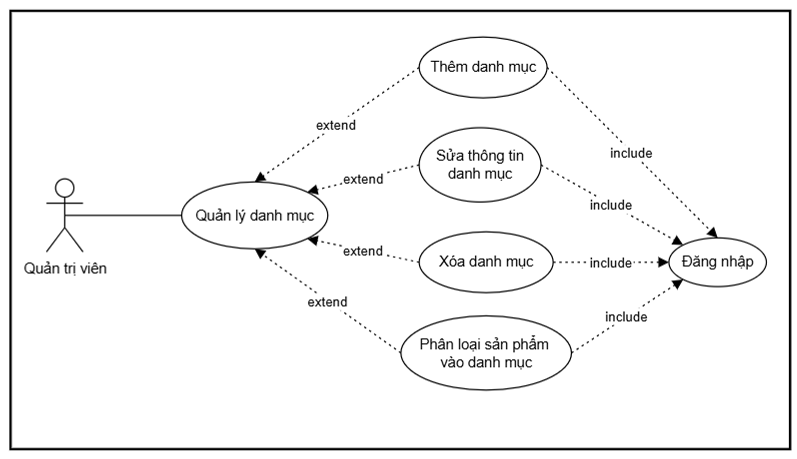 Thêm danh mục
extend
include
Sửa thông tin
danh mục
extend
include
Quản lý danh mục
Quản trị viên
Xóa danh mục
extend
include
Đăng nhập
Phân loại sản phẩm
vào danh mục
extend
include